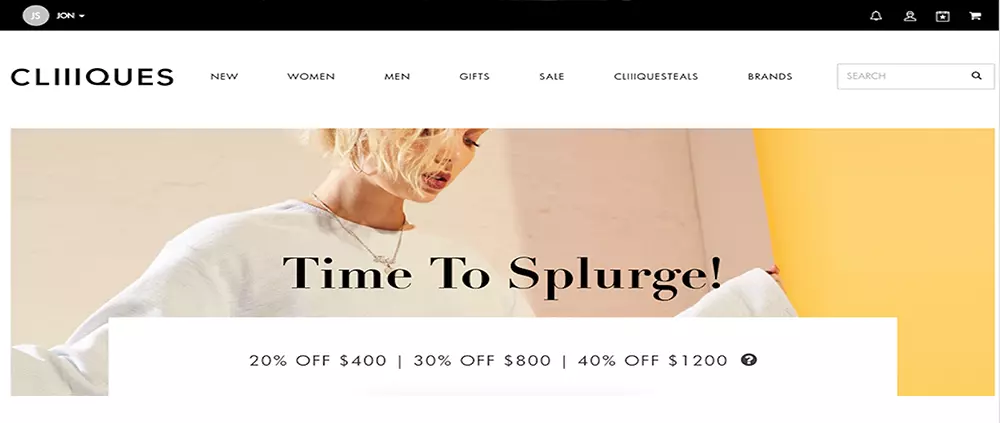 JS JON
CLIIIQUES NEW WOMEN MEN GIFTS SALE CLIIIQUESTEALS BRANDS SEARCH
Time To Splurge!
20% OFF $400 | 30% OFF $800 | 40% OFF $1200 ?